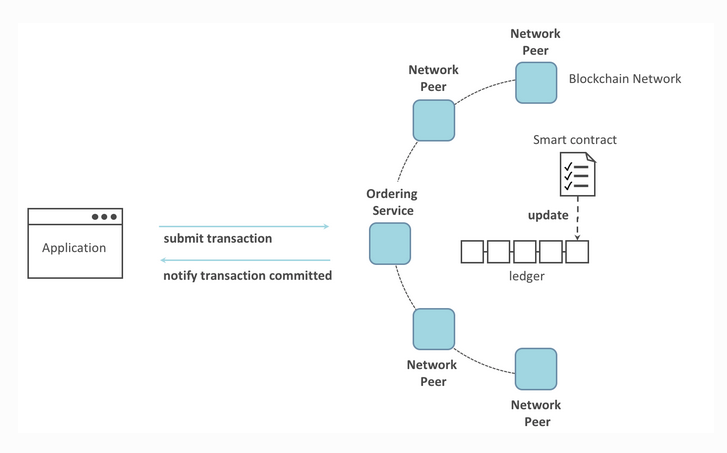 Network
Peer
Network
Peer
Blockchain Network
Smart contract
Ordering
Service
update
submit transaction
Application
notify transaction committed
ledger
Network
Peer
Network
Peer